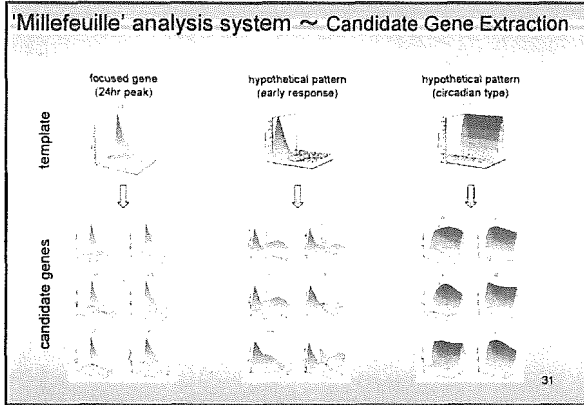 'Millefeuille' analysis system ～ Candidate Gene Extraction
focused gene
(24hr peak)
hypothetical pattern
(early response)
hypothetical pattern
(circadian type)
template
candidate genes
31